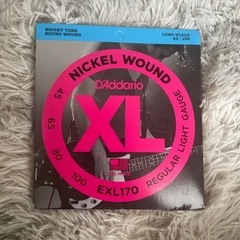 BRIGHT TONE
ROUND WOUND
LONG SCALE
45 / 100
NICKEL WOUND
D'Addario
XL
45 65 80 100
EXL170
REGULAR LIGHT GAUGE